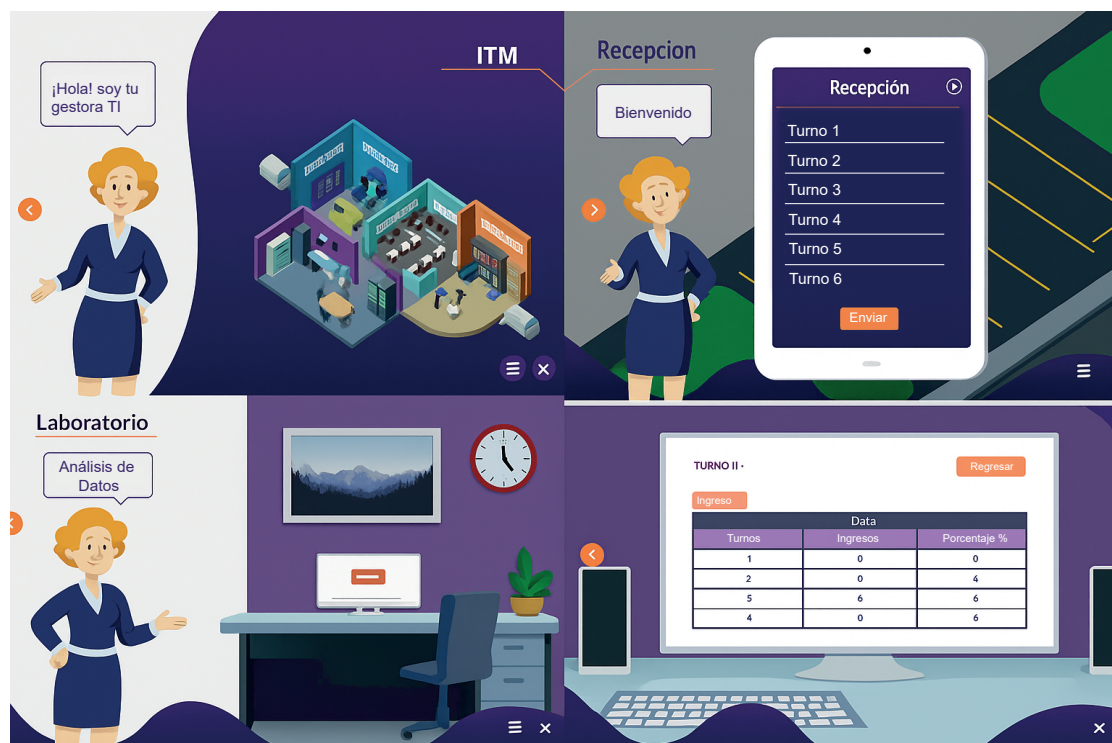 ITM
¡Hola! soy tu
gestora TI
Recepcion
Bienvenido
Recepción
Turno 1
Turno 2
Turno 3
Turno 4
Turno 5
Turno 6
Enviar
Laboratorio
Análisis de
Datos
TURNO II ·
Regresar
Ingreso
Data
Turnos Ingresos Porcentaje %
1 0 0
2 0 4
5 6 6
4 0 6